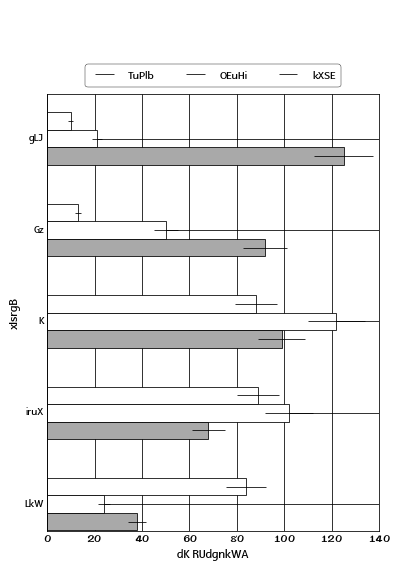 TuPlb OEuHi kXSE
gLJ
Gz
K
iruX
LkW
xlsrgB
0 20 40 60 80 100 120 140
dK RUdgnkWA